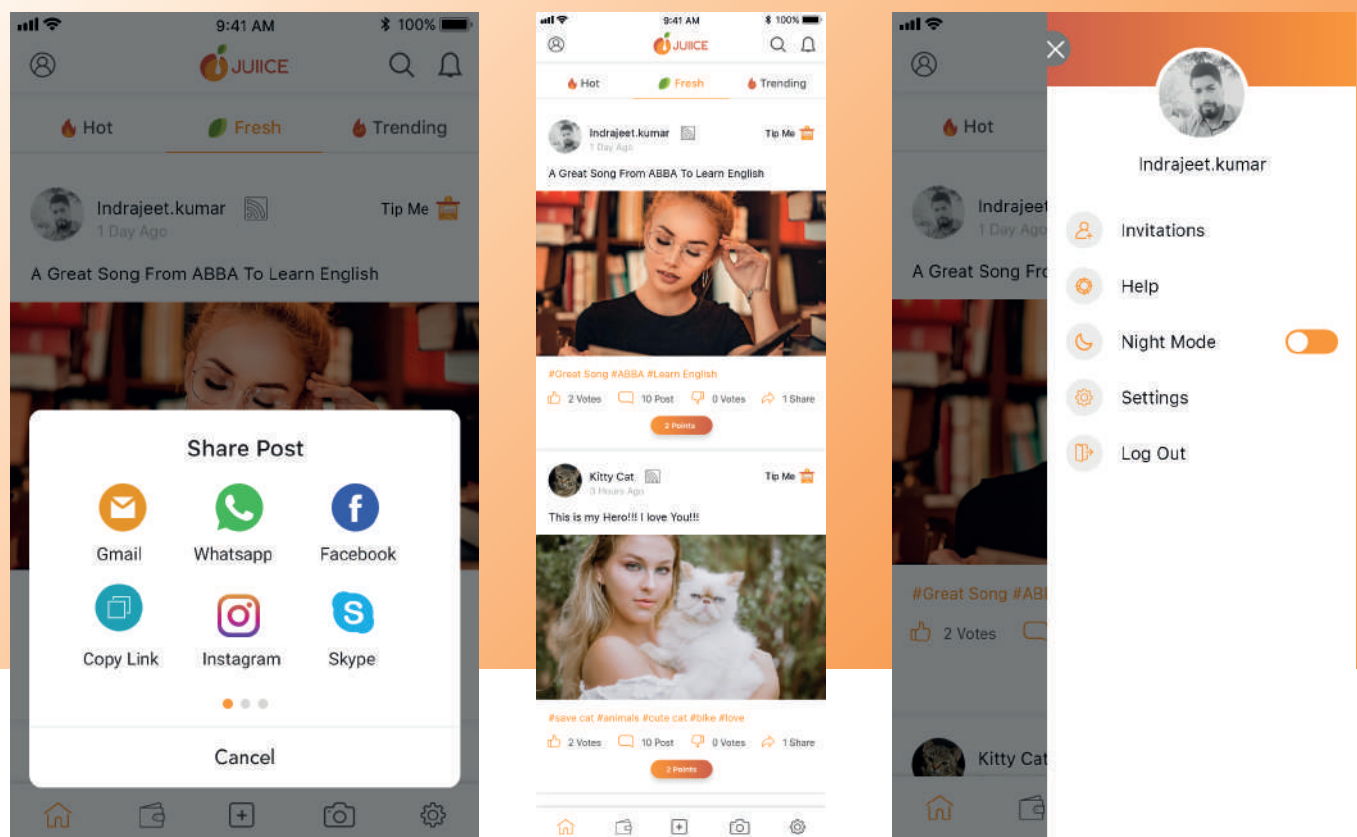 9:41 AM 100%
JUIICE
Hot Fresh Trending
Indrajeet.kumar Tip Me
1 Day Ago
A Great Song From ABBA To Learn English
Share Post
Gmail Whatsapp Facebook
Copy Link Instagram Skype
Cancel
9:41 AM 100%
JUIICE
Hot Fresh Trending
Indrajeet.kumar Tip Me
1 Day Ago
A Great Song From ABBA To Learn English
#Great Song #ABBA #Learn English
2 Votes 10 Post 0 Votes 1 Share
2 Points
Kitty Cat Tip Me
3 Hours Ago
This is my Hero!!! I love You!!!
#save cat #animals #cute cat #bike #love
2 Votes 10 Post 0 Votes 1 Share
2 Points
Hot
Indrajeet
1 Day Ago
A Great Song Fro
#Great Song #AB
2 Votes
Kitty Cat
Indrajeet.kumar
Invitations
Help
Night Mode
Settings
Log Out